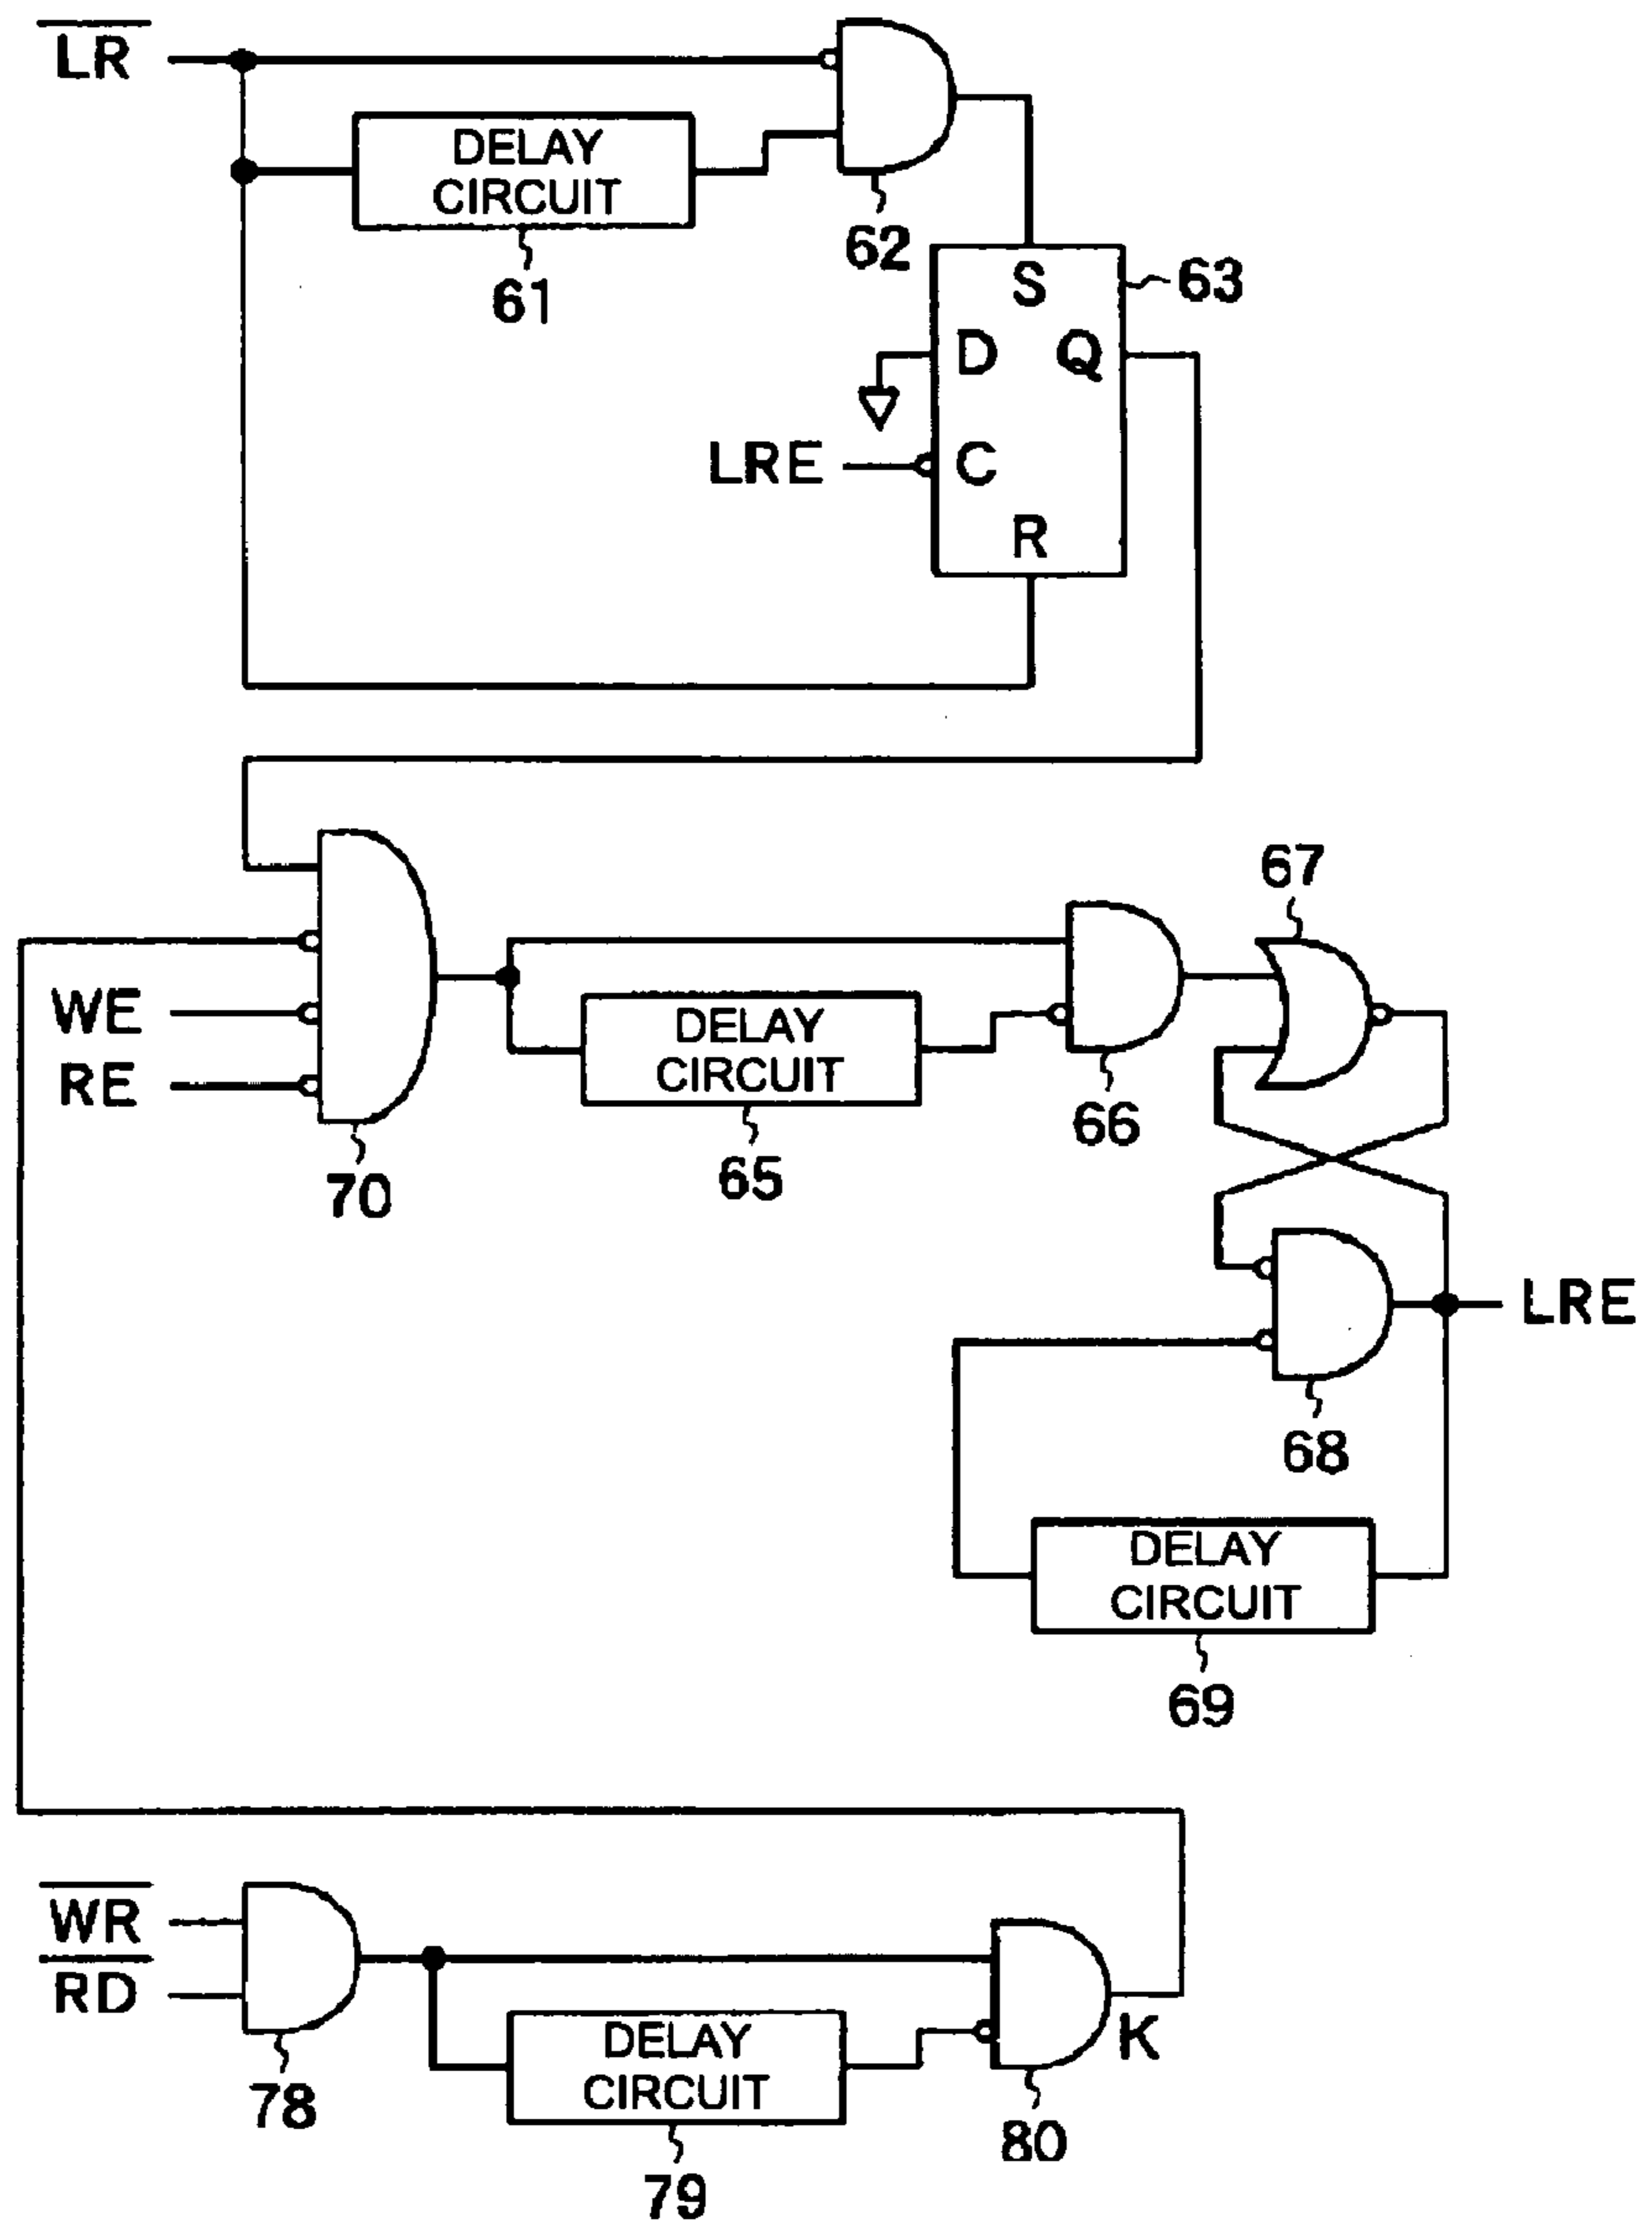 LR
DELAY
CIRCUIT
61
62
S
63
D
Q
LRE
C
R
67
WE
RE
DELAY
CIRCUIT
66
65
70
LRE
68
DELAY
CIRCUIT
69
WR
RD
K
DELAY
CIRCUIT
78
80
79